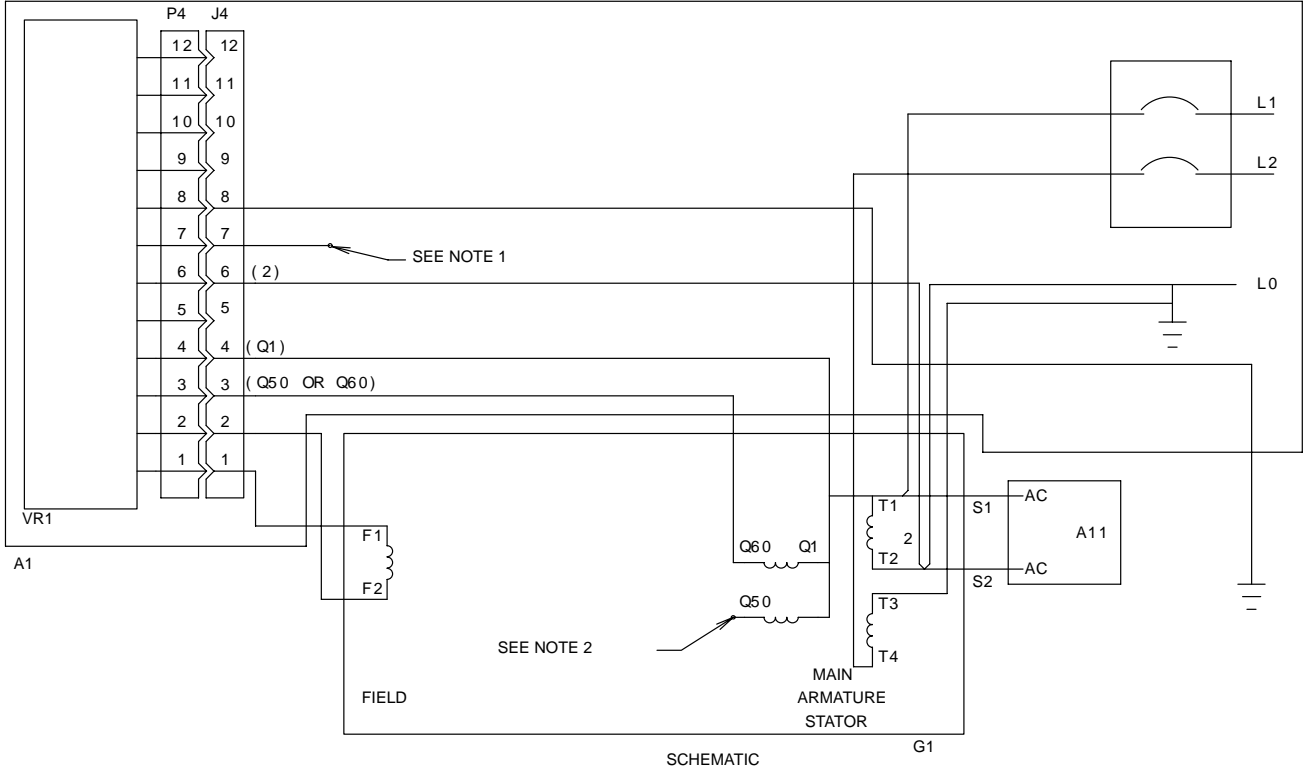 P4 J4
12 12
11 11
10 10
9 9
8 8
7 7
6 6 (2)
5 5
4 4 (Q1)
3 3 (Q50 OR Q60)
2 2
1 1
VR1
A1
L1
L2
L0
SEE NOTE 1
F1
F2
FIELD
Q60 Q1
Q50
SEE NOTE 2
T1
2
T2
T3
T4
S1
S2
AC
A11
AC
MAIN
ARMATURE
STATOR
G1
SCHEMATIC